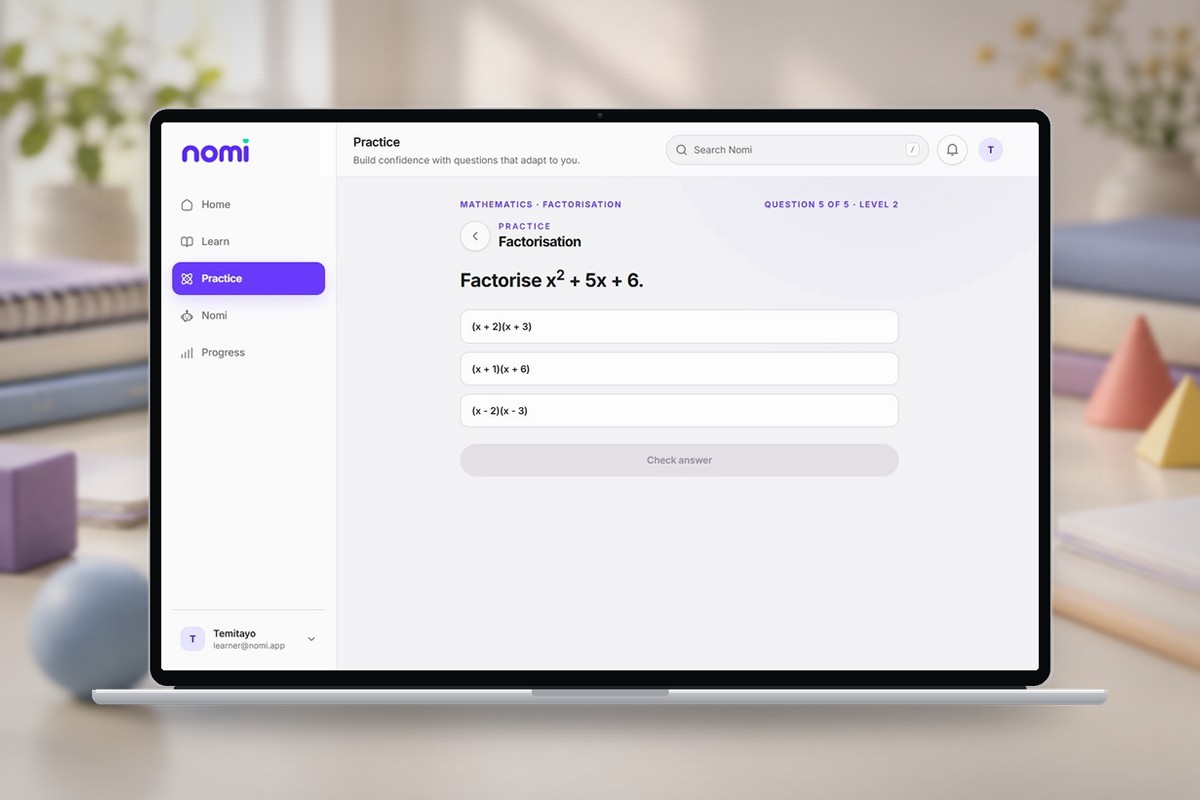 nomi
Home
Learn
Practice
Nomi
Progress
T
Temitayo
learner@nomi.app
Practice
Build confidence with questions that adapt to you.
Search Nomi
/
T
MATHEMATICS · FACTORISATION
QUESTION 5 OF 5 · LEVEL 2
PRACTICE
Factorisation
Factorise x² + 5x + 6.
(x + 2)(x + 3)
(x + 1)(x + 6)
(x - 2)(x - 3)
Check answer